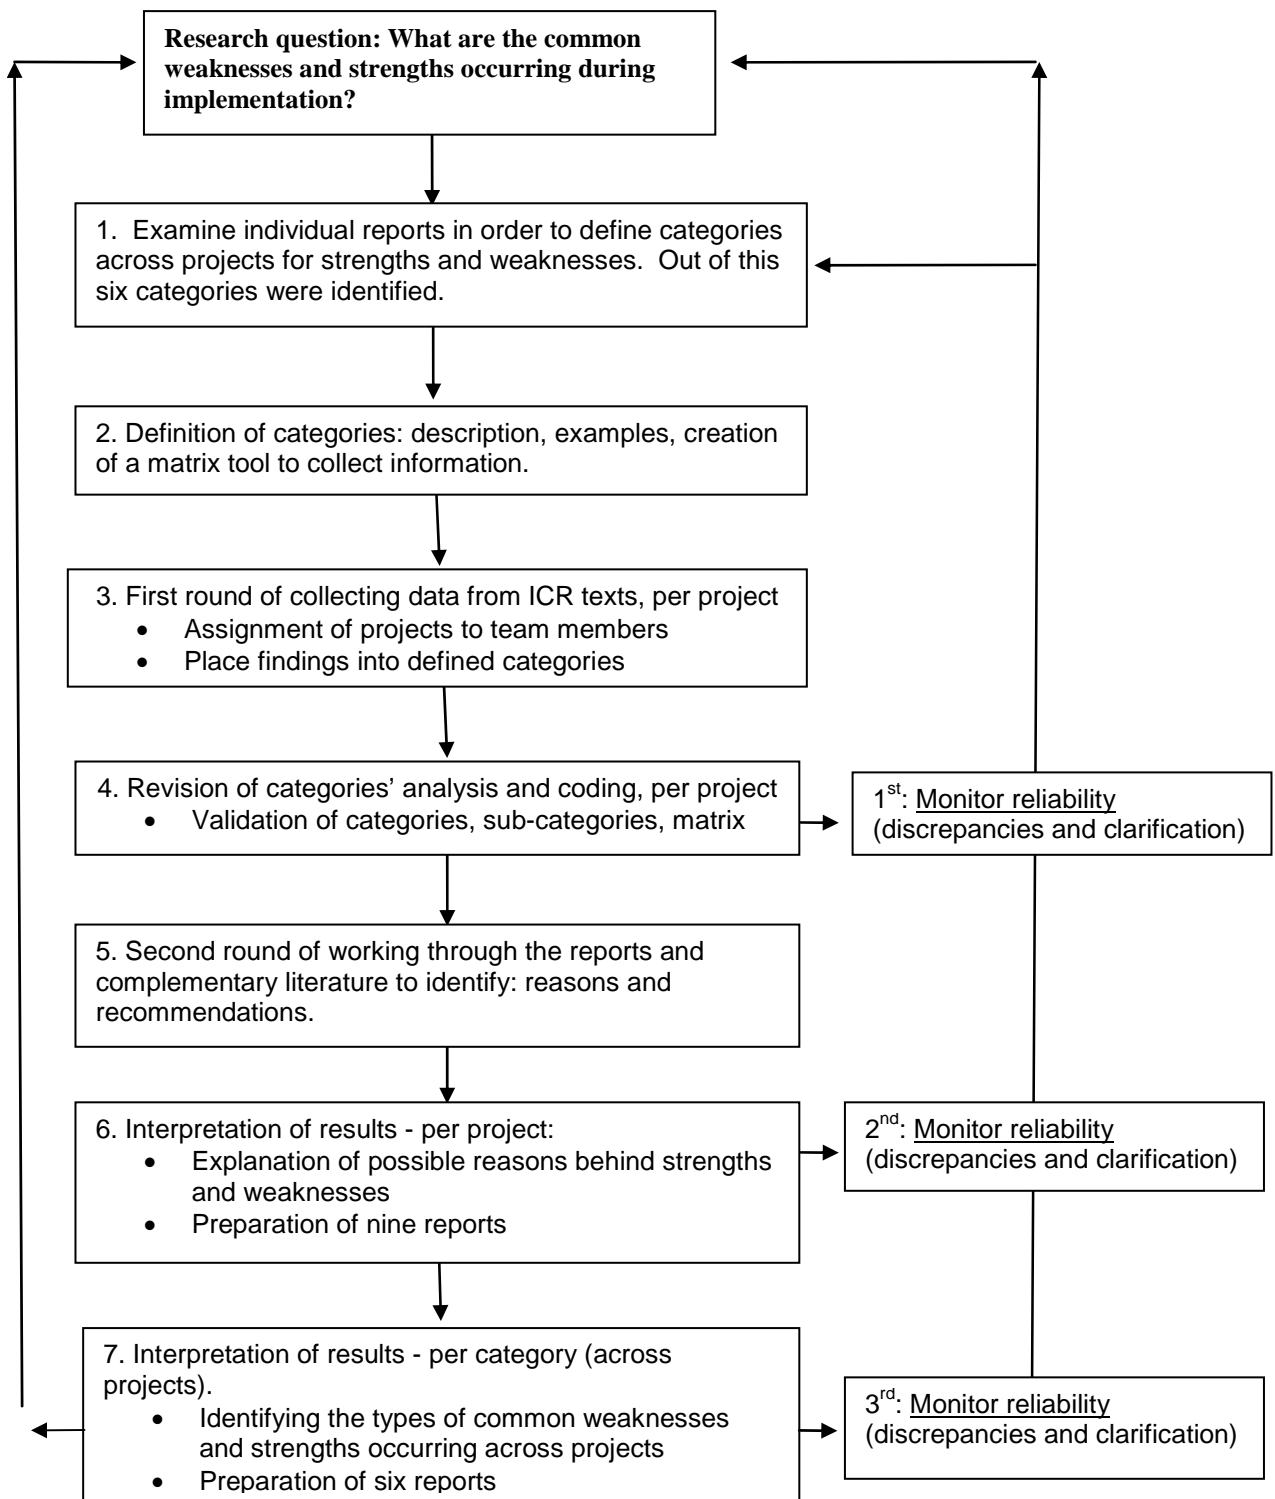 Research question: What are the common
weaknesses and strengths occurring during
implementation?
1.  Examine individual reports in order to define categories
across projects for strengths and weaknesses.  Out of this
six categories were identified.
2. Definition of categories: description, examples, creation
of a matrix tool to collect information.
3. First round of collecting data from ICR texts, per project
• Assignment of projects to team members
• Place findings into defined categories
4. Revision of categories’ analysis and coding, per project
• Validation of categories, sub-categories, matrix
1st: Monitor reliability
(discrepancies and clarification)
5. Second round of working through the reports and
complementary literature to identify: reasons and
recommendations.
6. Interpretation of results - per project:
• Explanation of possible reasons behind strengths
and weaknesses
• Preparation of nine reports
2nd: Monitor reliability
(discrepancies and clarification)
7. Interpretation of results - per category (across
projects).
• Identifying the types of common weaknesses
and strengths occurring across projects
• Preparation of six reports
3rd: Monitor reliability
(discrepancies and clarification)